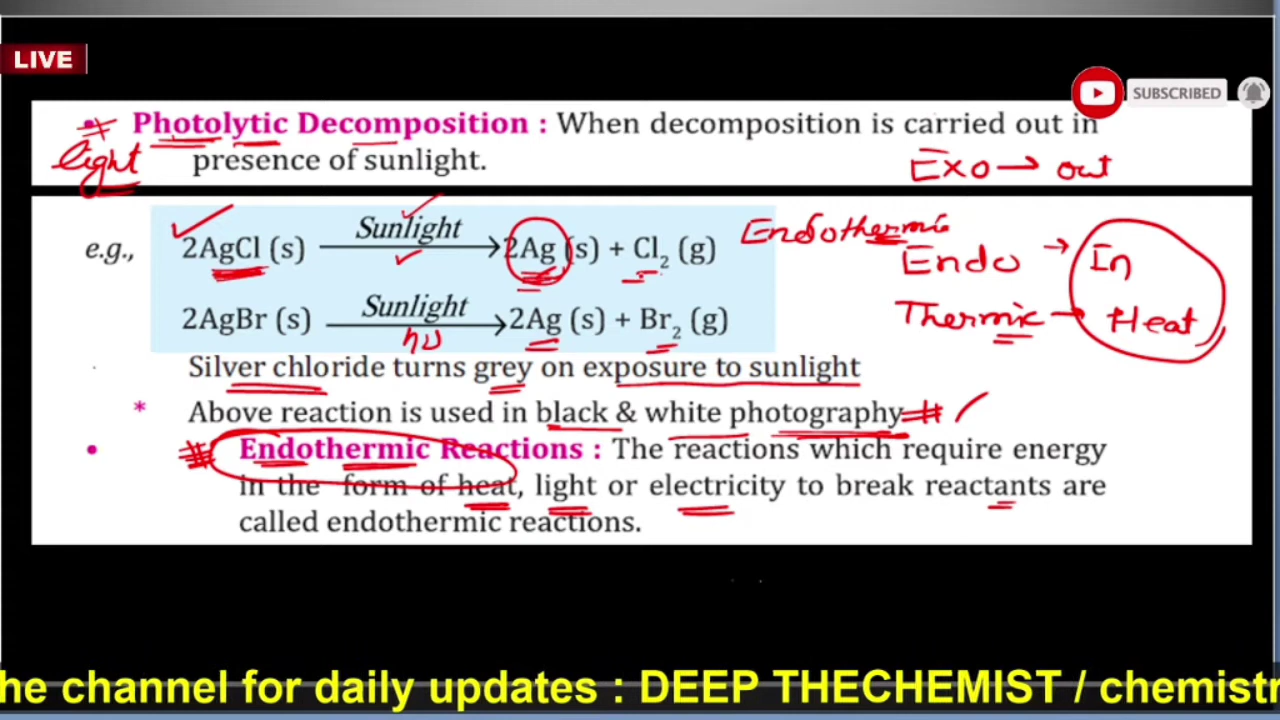 LIVE
SUBSCRIBED
• Photolytic Decomposition : When decomposition is carried out in
light presence of sunlight.
Exo → out
e.g., 2AgCl (s) Sunlight → 2Ag (s) + Cl₂ (g)
Endothermic
Endo → In
2AgBr (s) Sunlight → 2Ag (s) + Br₂ (g)
hυ
Thermic → Heat
Silver chloride turns grey on exposure to sunlight
* Above reaction is used in black & white photography
• Endothermic Reactions : The reactions which require energy
in the form of heat, light or electricity to break reactants are
called endothermic reactions.
he channel for daily updates : DEEP THECHEMIST / chemistr